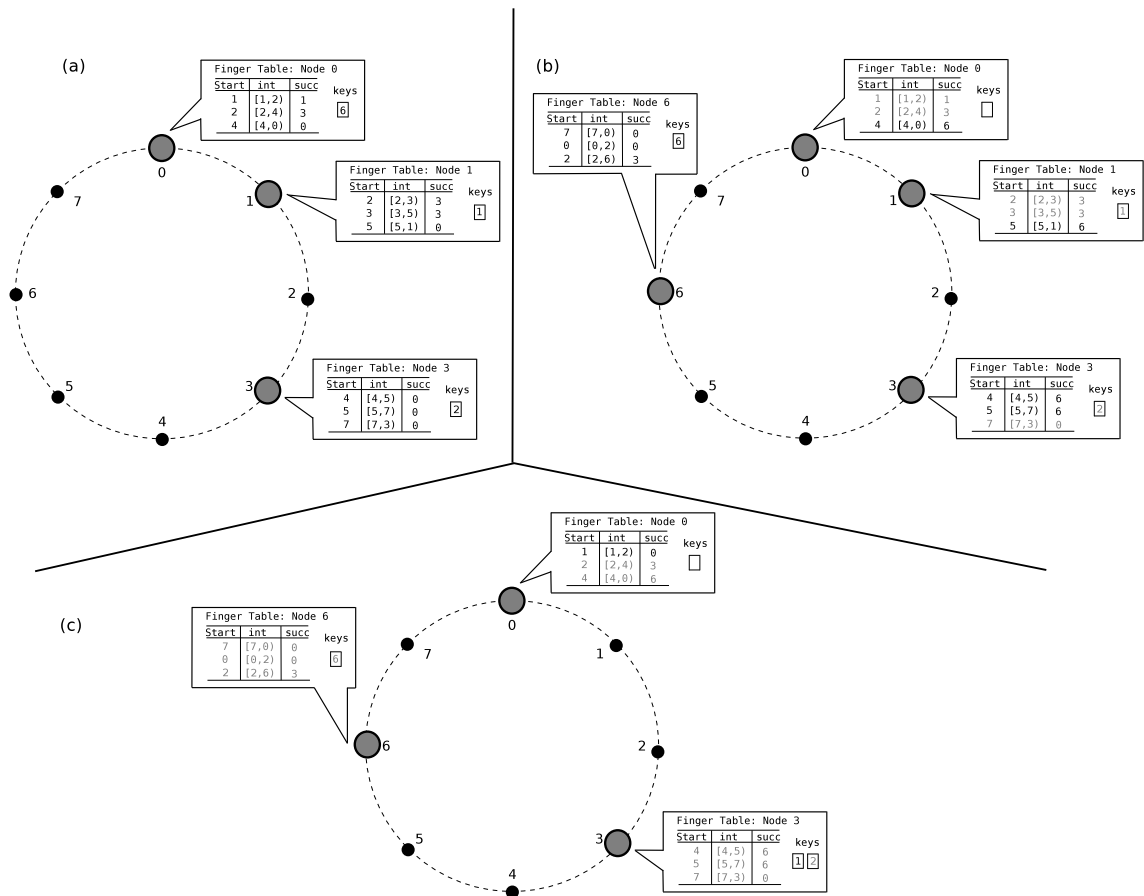 (a)
Finger Table: Node 0
Start int succ
keys
1 [1,2) 1
2 [2,4) 3
4 [4,0) 0
6
0
Finger Table: Node 1
Start int succ
keys
2 [2,3) 3
3 [3,5) 3
5 [5,1) 0
1
1
7
6
2
Finger Table: Node 3
Start int succ
keys
4 [4,5) 0
5 [5,7) 0
7 [7,3) 0
2
3
5
4
(b)
Finger Table: Node 0
Start int succ
keys
1 [1,2) 1
2 [2,4) 3
4 [4,0) 6
0
Finger Table: Node 6
Start int succ
keys
7 [7,0) 0
0 [0,2) 0
2 [2,6) 3
6
Finger Table: Node 1
Start int succ
keys
2 [2,3) 3
3 [3,5) 3
5 [5,1) 6
1
1
7
6
2
Finger Table: Node 3
Start int succ
keys
4 [4,5) 6
5 [5,7) 6
7 [7,3) 0
2
3
5
4
(c)
Finger Table: Node 0
Start int succ
keys
1 [1,2) 0
2 [2,4) 3
4 [4,0) 6
0
Finger Table: Node 6
Start int succ
keys
7 [7,0) 0
0 [0,2) 0
2 [2,6) 3
6
7
1
6
2
Finger Table: Node 3
Start int succ
keys
4 [4,5) 6
5 [5,7) 6
7 [7,3) 0
1 2
3
5
4